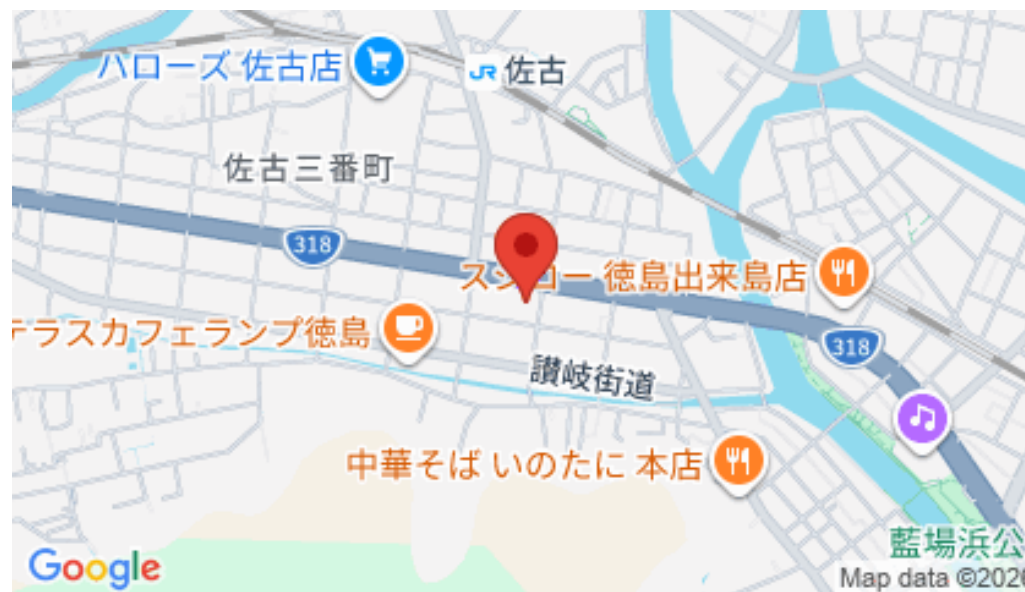 ハローズ 佐古店
JR 佐古
佐古三番町
318
スシロー 徳島出来島店
テラスカフェランプ徳島
318
讃岐街道
中華そば いのたに 本店
藍場浜公
Google
Map data ©2026